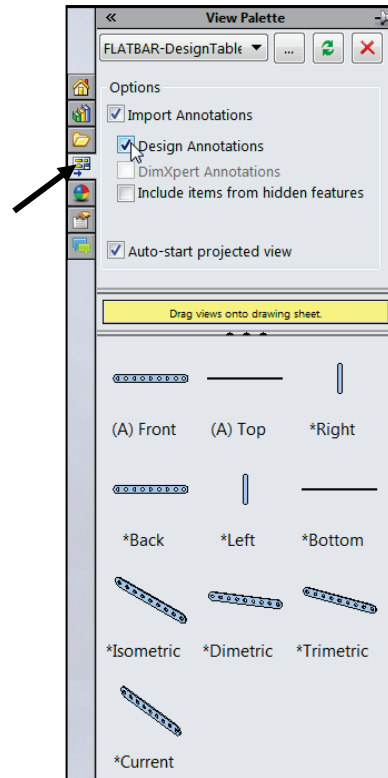 View Palette
FLATBAR-DesignTable
...
Options
Import Annotations
Design Annotations
DimXpert Annotations
Include items from hidden features
Auto-start projected view
Drag views onto drawing sheet.
(A) Front (A) Top *Right
*Back *Left *Bottom
*Isometric *Dimetric *Trimetric
*Current